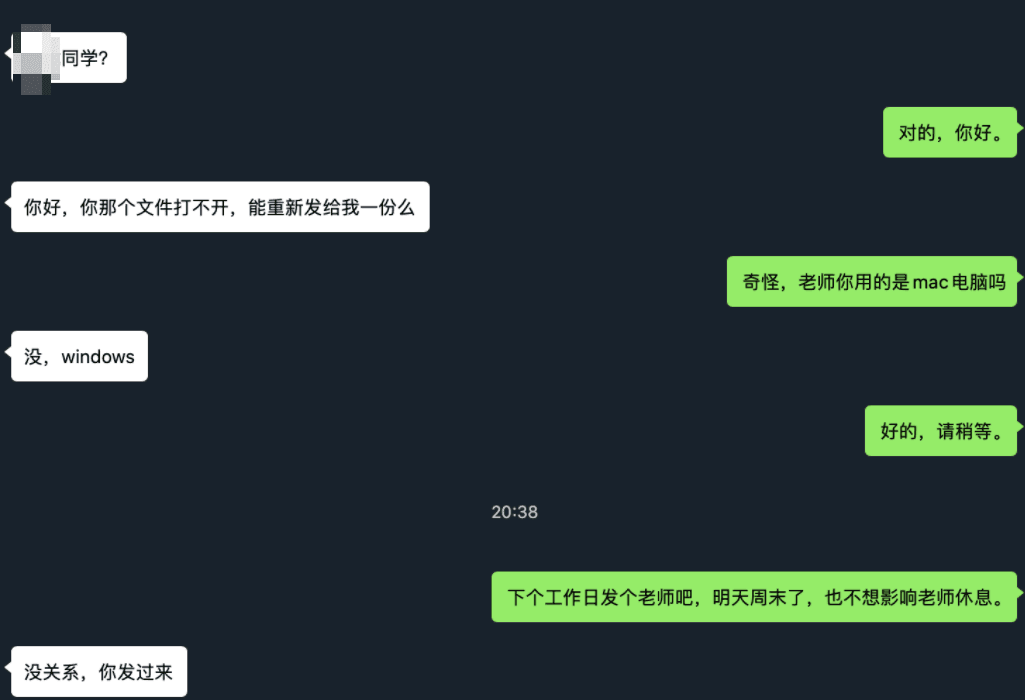 同学?
对的，你好。
你好，你那个文件打不开，能重新发给我一份么
奇怪，老师你用的是mac电脑吗
没，windows
好的，请稍等。
20:38
下个工作日发个老师吧，明天周末了，也不想影响老师休息。
没关系，你发过来